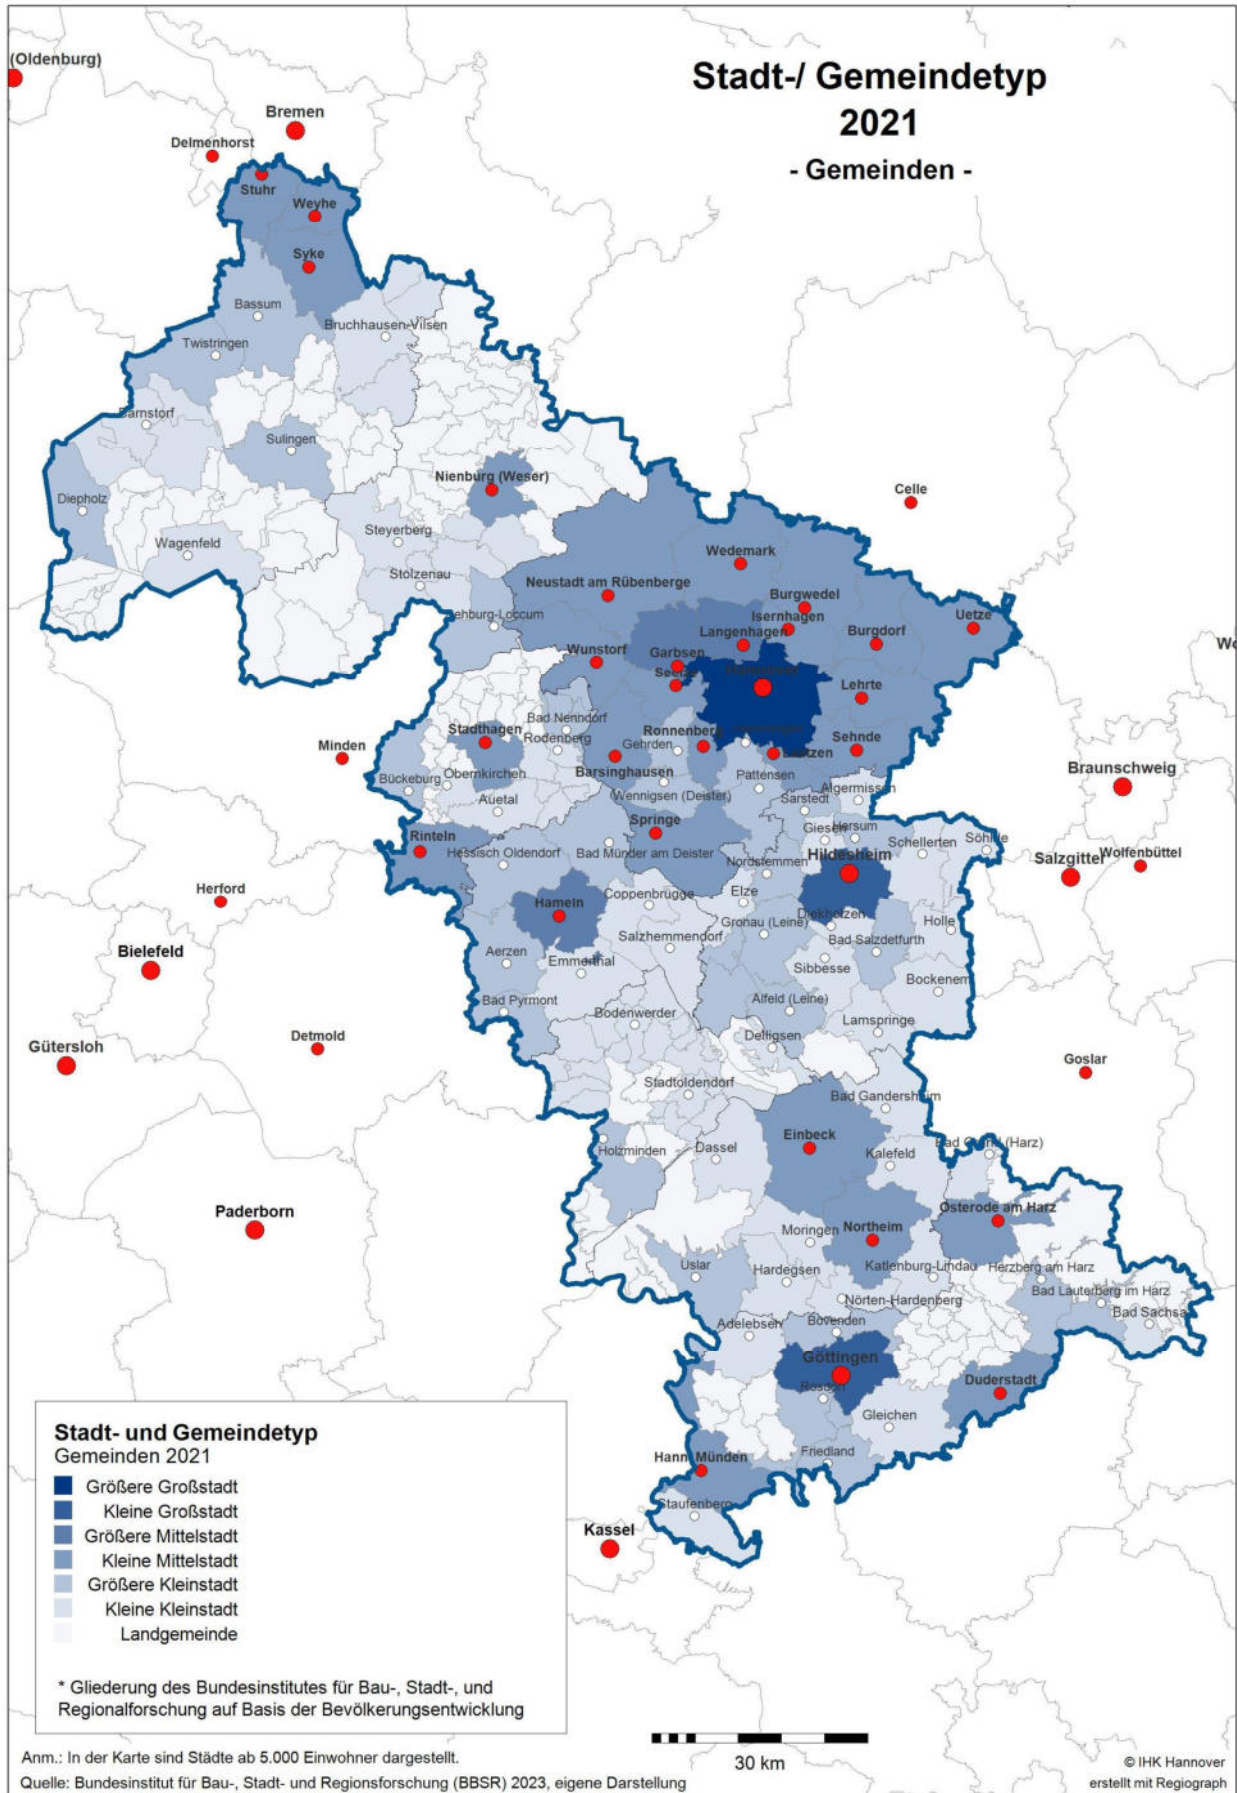 Stadt-/ Gemeindetyp
2021
- Gemeinden -
(Oldenburg)
Bremen
Delmenhorst
Stuhr
Weyhe
Syke
Bassum
Bruchhausen-Vilsen
Twistringen
Barnstorf
Sulingen
Nienburg (Weser)
Celle
Diepholz
Steyerberg
Wagenfeld
Wedemark
Stolzenau
Neustadt am Rübenberge
Burgwedel
Isernhagen
Uetze
ehburg-Loccum
Langenhagen
Burgdorf
Wunstorf
Garbsen
Seelze
Lehrte
Bad Nenndorf
Stadthagen
Rodenberg
Ronnenberg
Gehrden
Sehnde
Minden
Laatzen
Barsinghausen
Braunschweig
Bückeburg
Obernkirchen
Pattensen
Wennigsen (Deister)
Algermissen
Auetal
Sarstedt
Springe
Giesen
Harsum
Söhlde
Rinteln
Schellerten
Hessisch Oldendorf
Bad Münder am Deister
Nordstemmen
Hildesheim
Salzgitter
Wolfenbüttel
Herford
Coppenbrügge
Elze
Hameln
Diekholzen
Gronau (Leine)
Holle
Salzhemmendorf
Bad Salzdetfurth
Bielefeld
Aerzen
Emmerthal
Sibbesse
Bockenem
Bad Pyrmont
Alfeld (Leine)
Bodenwerder
Lamspringe
Detmold
Delligsen
Gütersloh
Goslar
Stadtoldendorf
Bad Gandersheim
Einbeck
Bad Grund (Harz)
Holzminden
Dassel
Kalefeld
Paderborn
Osterode am Harz
Moringen
Northeim
Uslar
Hardegsen
Katlenburg-Lindau
Herzberg am Harz
Bad Lauterberg im Harz
Nörten-Hardenberg
Bad Sachsa
Adelebsen
Bovenden
Göttingen
Duderstadt
Rosdorf
Gleichen
Hann. Münden
Friedland
Staufenberg
Kassel
Stadt- und Gemeindetyp
Gemeinden 2021
Größere Großstadt
Kleine Großstadt
Größere Mittelstadt
Kleine Mittelstadt
Größere Kleinstadt
Kleine Kleinstadt
Landgemeinde
* Gliederung des Bundesinstitutes für Bau-, Stadt-, und
Regionalforschung auf Basis der Bevölkerungsentwicklung
30 km
Anm.: In der Karte sind Städte ab 5.000 Einwohner dargestellt.
Quelle: Bundesinstitut für Bau-, Stadt- und Regionsforschung (BBSR) 2023, eigene Darstellung
© IHK Hannover
erstellt mit Regiograph